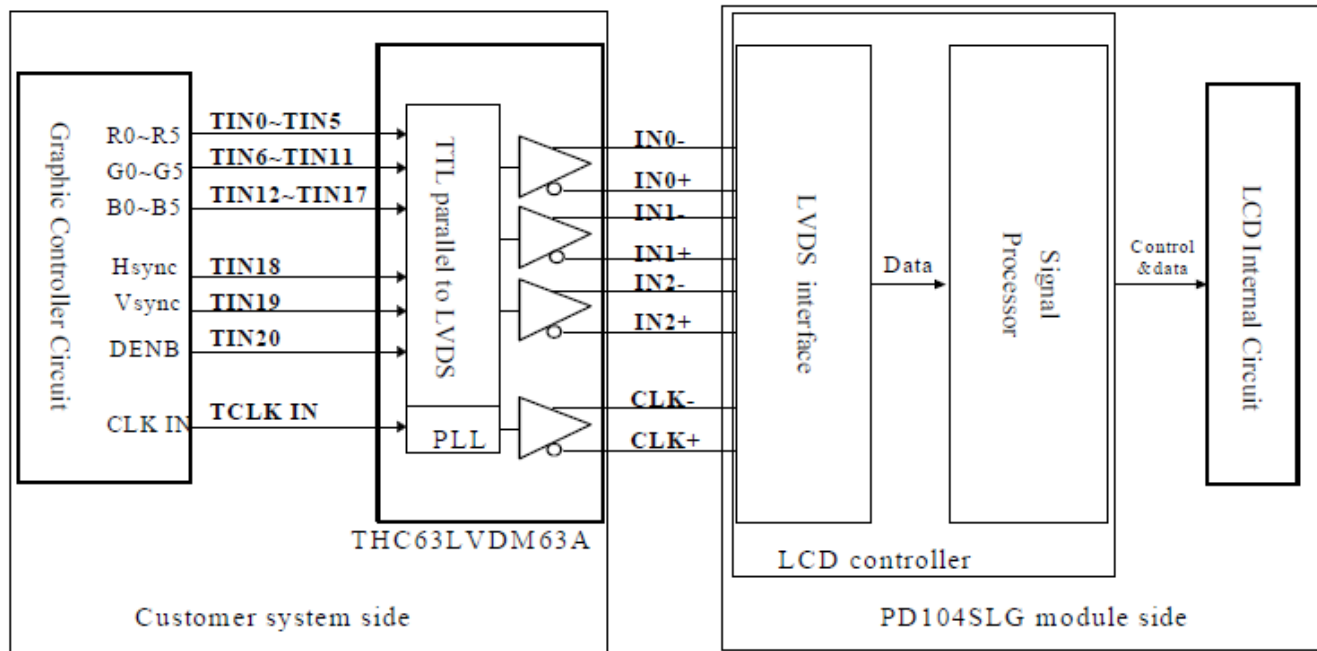 Graphic Controller Circuit
R0~R5
G0~G5
B0~B5
Hsync
Vsync
DENB
CLK IN
TIN0~TIN5
TIN6~TIN11
TIN12~TIN17
TIN18
TIN19
TIN20
TCLK IN
TTL parallel to LVDS
PLL
THC63LVDM63A
Customer system side
IN0-
IN0+
IN1-
IN1+
IN2-
IN2+
CLK-
CLK+
LVDS interface
Data
Signal
Processor
LCD controller
Control
&data
LCD Internal Circuit
PD104SLG module side